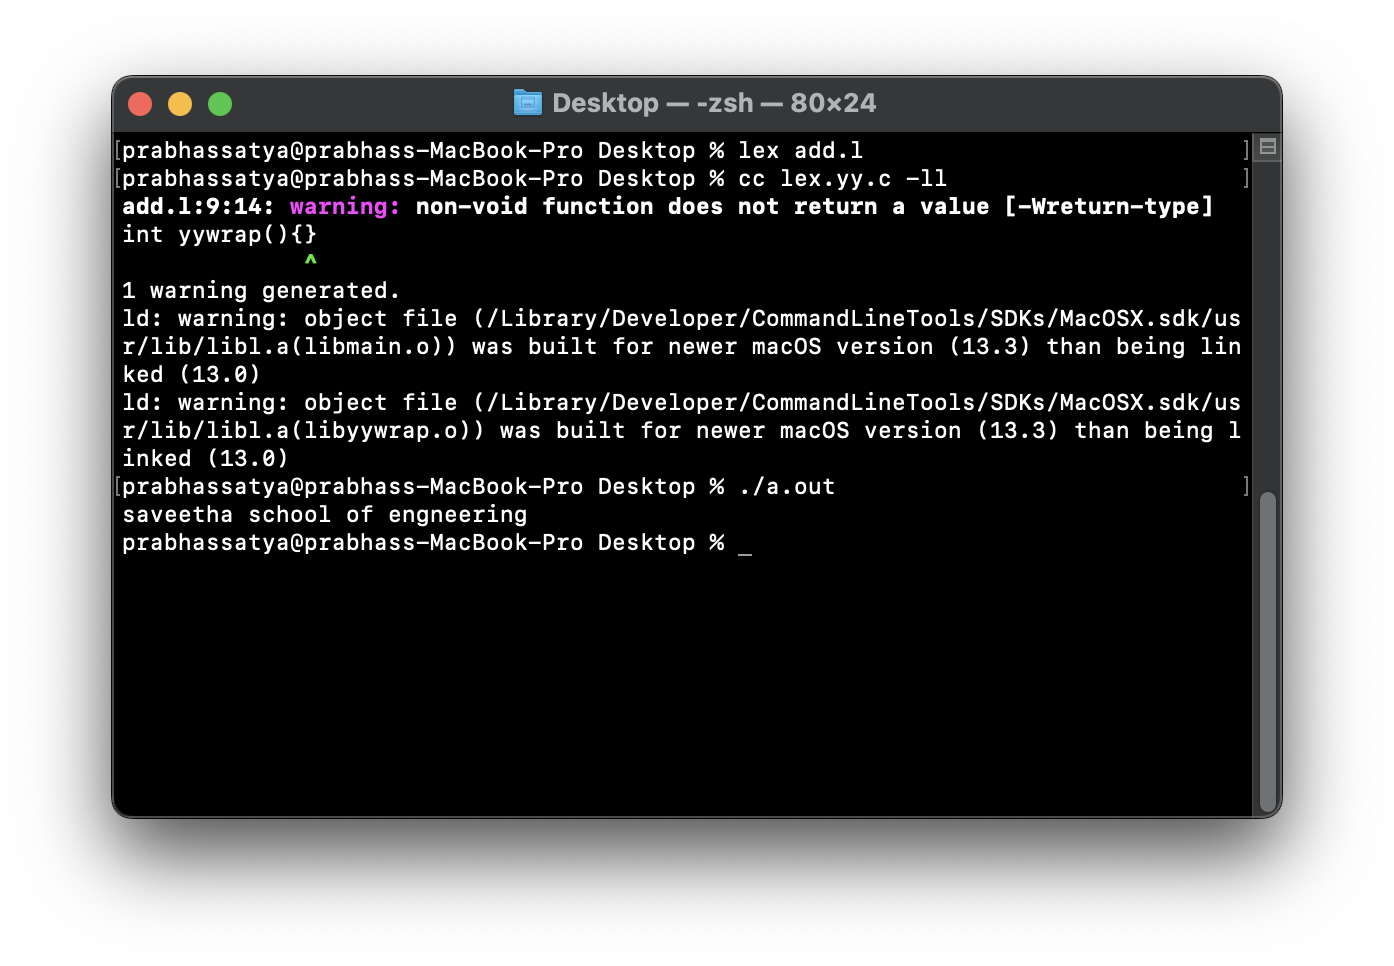 Desktop — -zsh — 80×24
[prabhassatya@prabhass-MacBook-Pro Desktop % lex add.l ]
[prabhassatya@prabhass-MacBook-Pro Desktop % cc lex.yy.c -ll ]
add.l:9:14: warning: non-void function does not return a value [-Wreturn-type]
int yywrap(){}
^
1 warning generated.
ld: warning: object file (/Library/Developer/CommandLineTools/SDKs/MacOSX.sdk/us
r/lib/libl.a(libmain.o)) was built for newer macOS version (13.3) than being lin
ked (13.0)
ld: warning: object file (/Library/Developer/CommandLineTools/SDKs/MacOSX.sdk/us
r/lib/libl.a(libyywrap.o)) was built for newer macOS version (13.3) than being l
inked (13.0)
[prabhassatya@prabhass-MacBook-Pro Desktop % ./a.out ]
saveetha school of engneering
prabhassatya@prabhass-MacBook-Pro Desktop % _